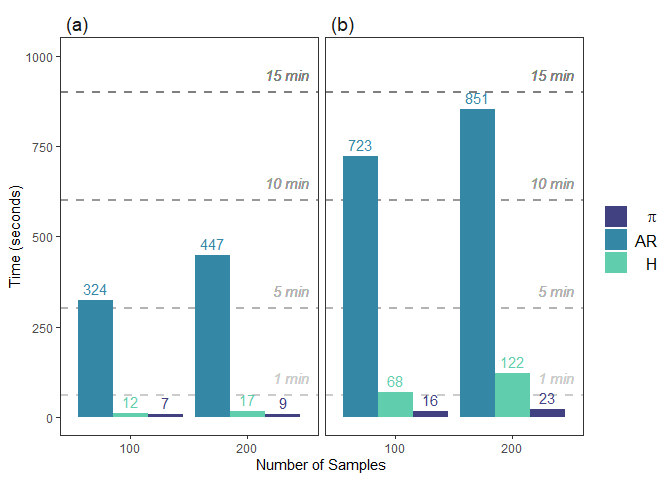 (a) (b)
1000
750
500
250
0
Time (seconds)
15 min
10 min
5 min
1 min
324
12
7
447
17
9
100
200
15 min
10 min
5 min
1 min
723
68
16
851
122
23
100
200
Number of Samples
π
AR
H